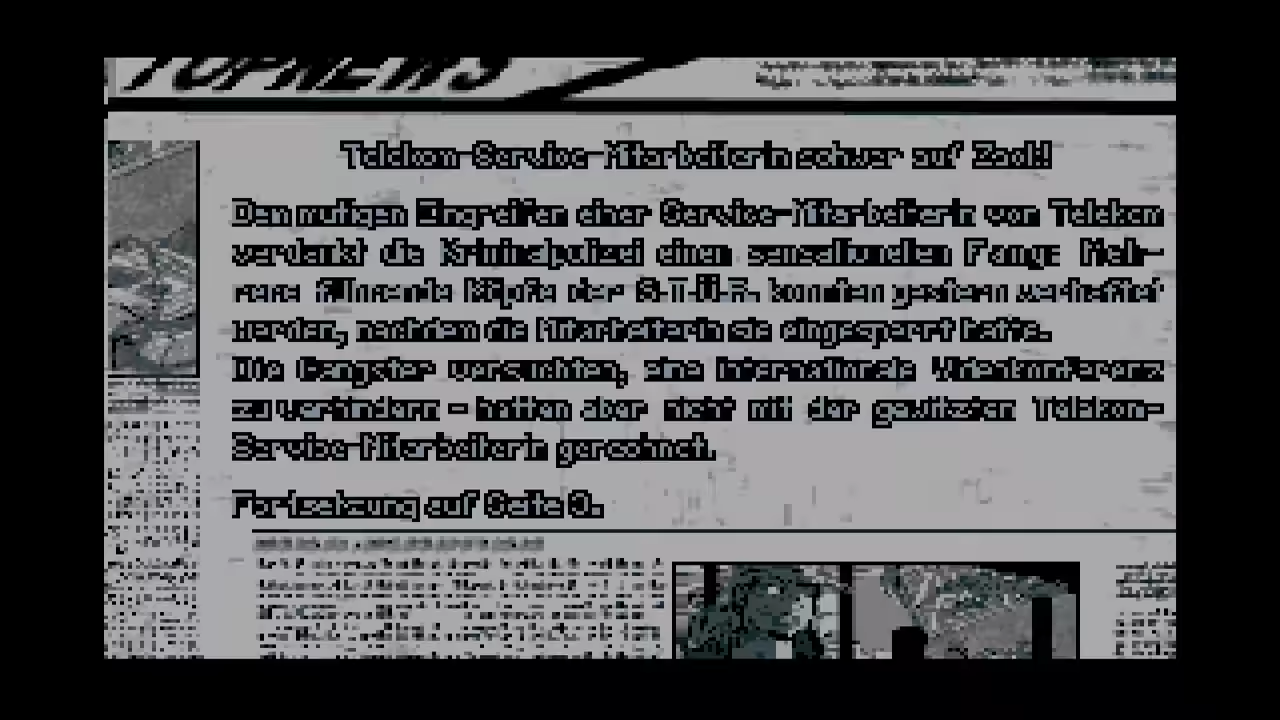 TOPNEWS
Telekom-Service-Mitarbeiterin schwer auf Zack!
Dem mutigen Eingreifen einer Service-Mitarbeiterin von Telekom
verdankt die Kriminalpolizei einen sensationellen Fang: Meh-
rere führende Köpfe der S.T.Ö.R. konnten gestern verhaftet
werden, nachdem die Mitarbeiterin sie eingesperrt hatte.
Die Gangster versuchten, eine internationale Videokonferenz
zu verhindern - hatten aber nicht mit der gewitzten Telekom-
Service-Mitarbeiterin gerechnet.
Fortsetzung auf Seite 3.